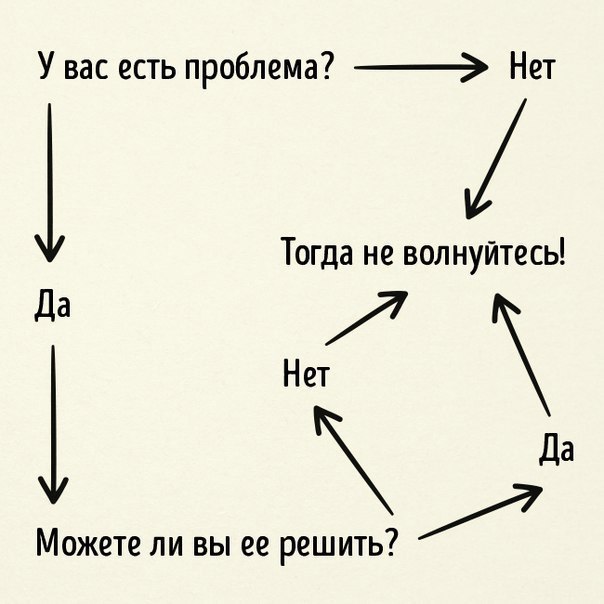 У вас есть проблема?
Нет
Тогда не волнуйтесь!
Да
Нет
Да
Можете ли вы ее решить?